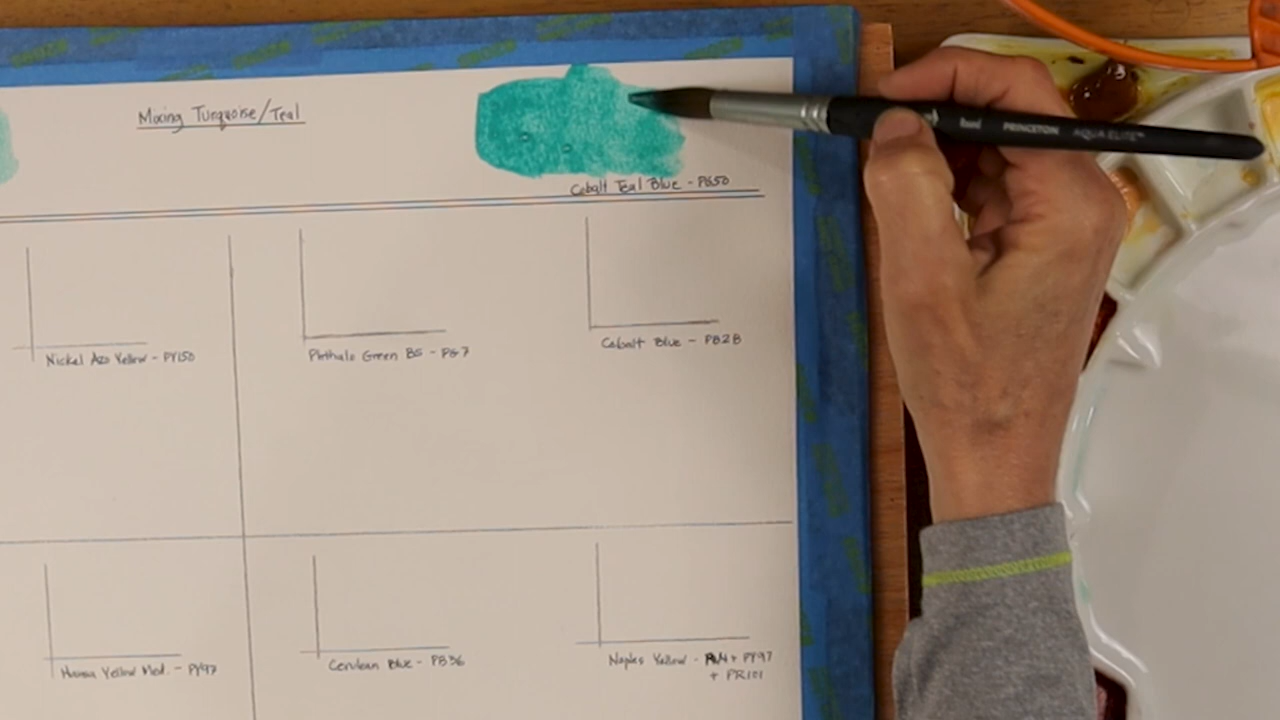 Mixing Turquoise/Teal
Cobalt Teal Blue - PG50
Nickel Azo Yellow - PY150
Phthalo Green BS - PG7
Cobalt Blue - PB28
Hansa Yellow Med. - PY97
Cerulean Blue - PB36
Naples Yellow - + PY97
+ PR101
PRINCETON AQUA ELITE™